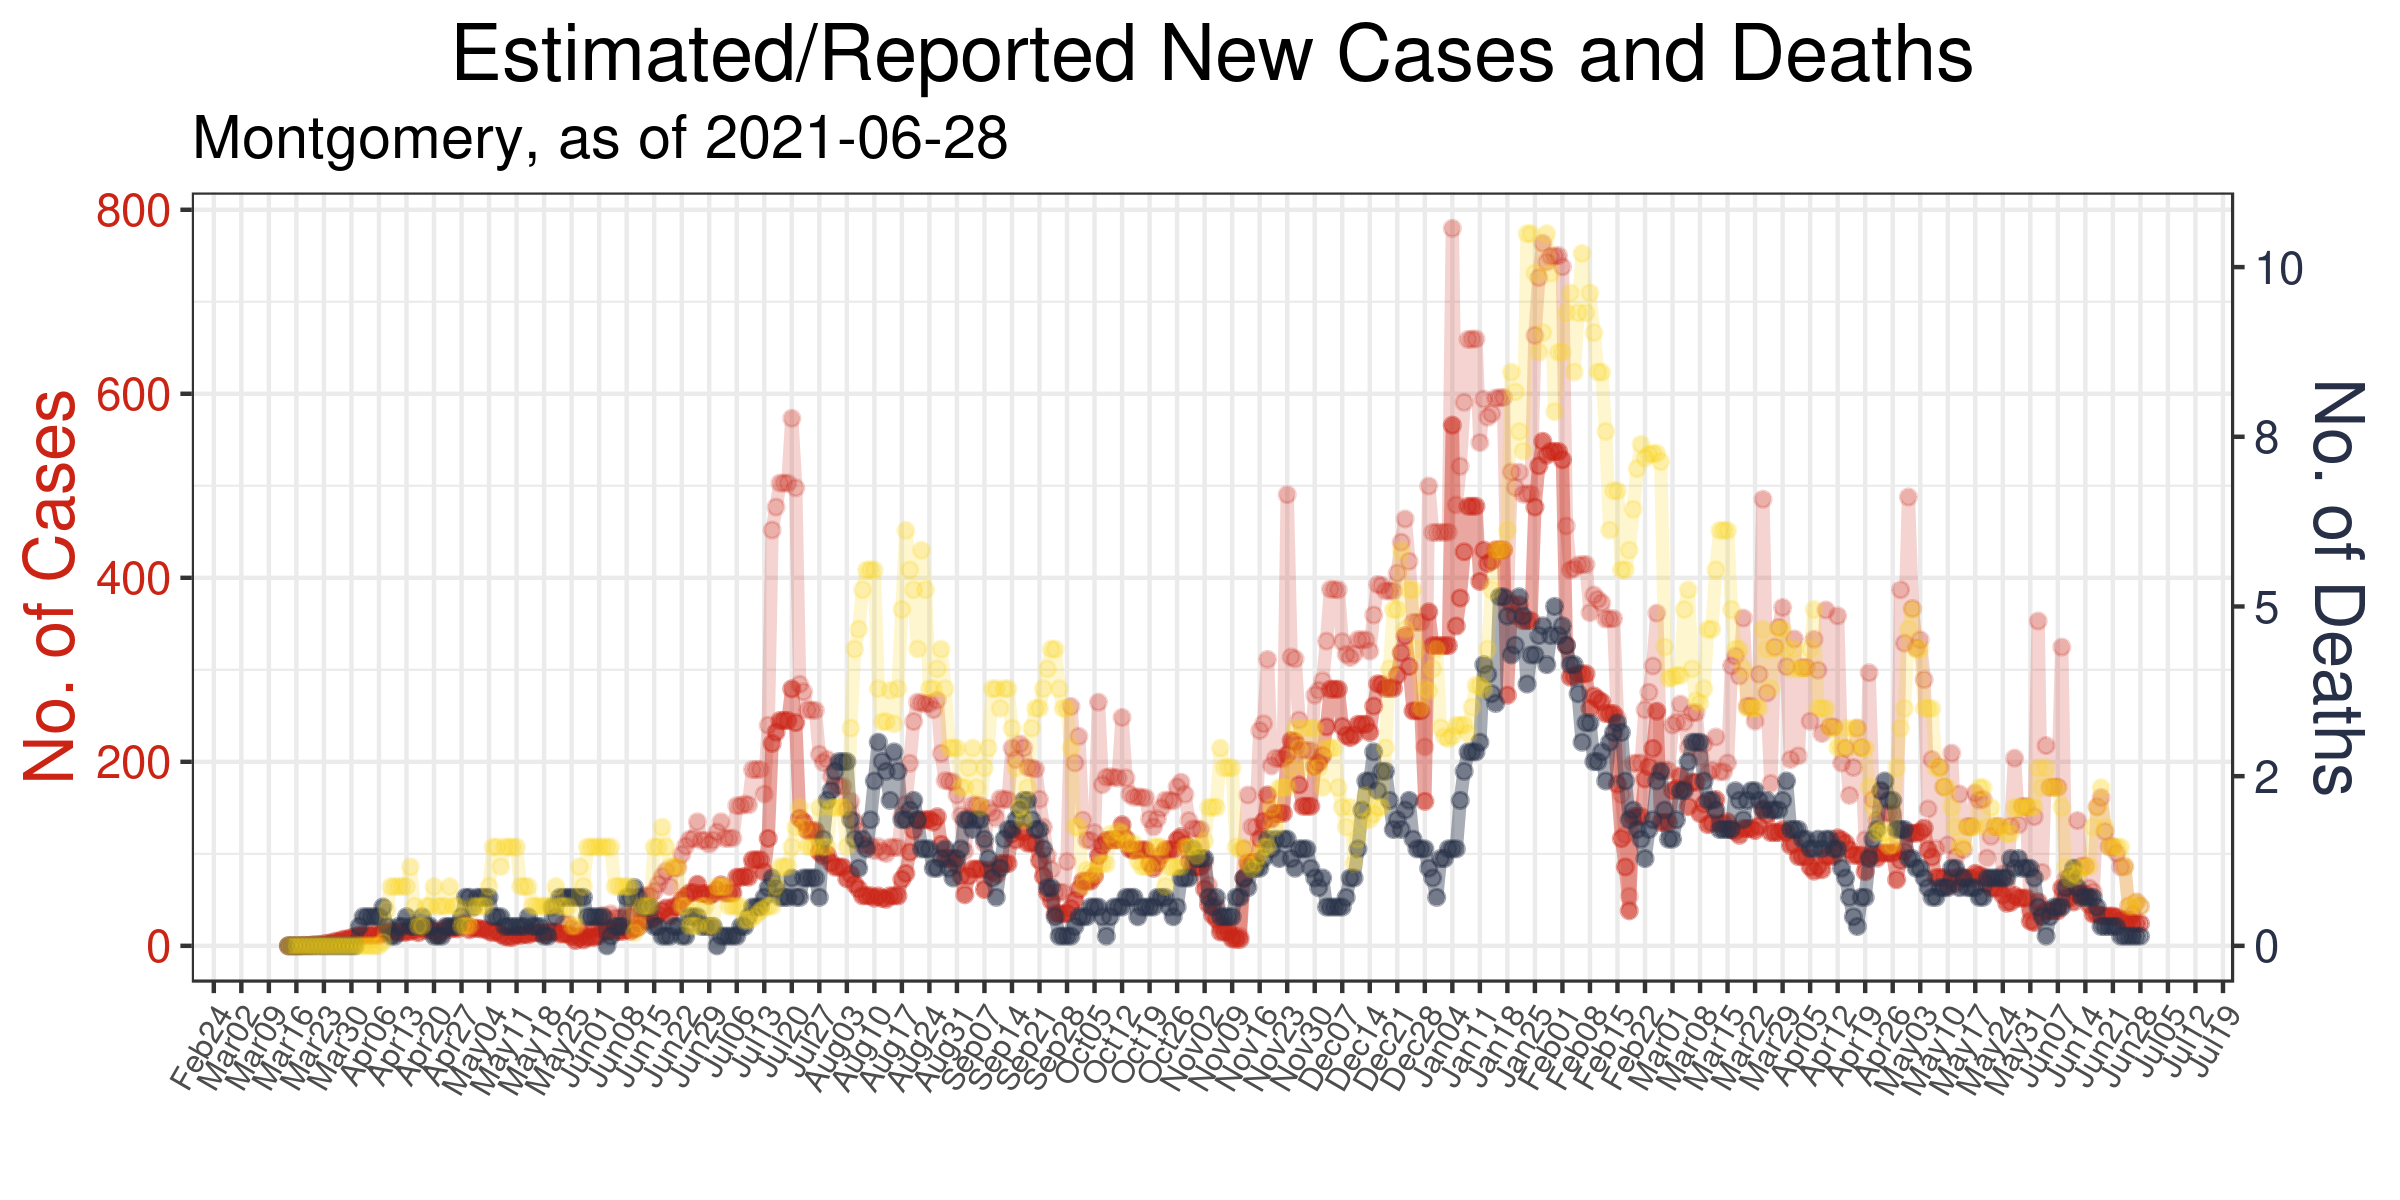 Estimated/Reported New Cases and Deaths
Montgomery, as of 2021-06-28
No. of Cases
800
600
400
200
0
10
8
5
2
0
No. of Deaths
Feb24
Mar02
Mar09
Mar16
Mar23
Mar30
Apr06
Apr13
Apr20
Apr27
May04
May11
May18
May25
Jun01
Jun08
Jun15
Jun22
Jun29
Jul06
Jul13
Jul20
Jul27
Aug03
Aug10
Aug17
Aug24
Aug31
Sep07
Sep14
Sep21
Sep28
Oct05
Oct12
Oct19
Oct26
Nov02
Nov09
Nov16
Nov23
Nov30
Dec07
Dec14
Dec21
Dec28
Jan04
Jan11
Jan18
Jan25
Feb01
Feb08
Feb15
Feb22
Mar01
Mar08
Mar15
Mar22
Mar29
Apr05
Apr12
Apr19
Apr26
May03
May10
May17
May24
May31
Jun07
Jun14
Jun21
Jun28
Jul05
Jul12
Jul19